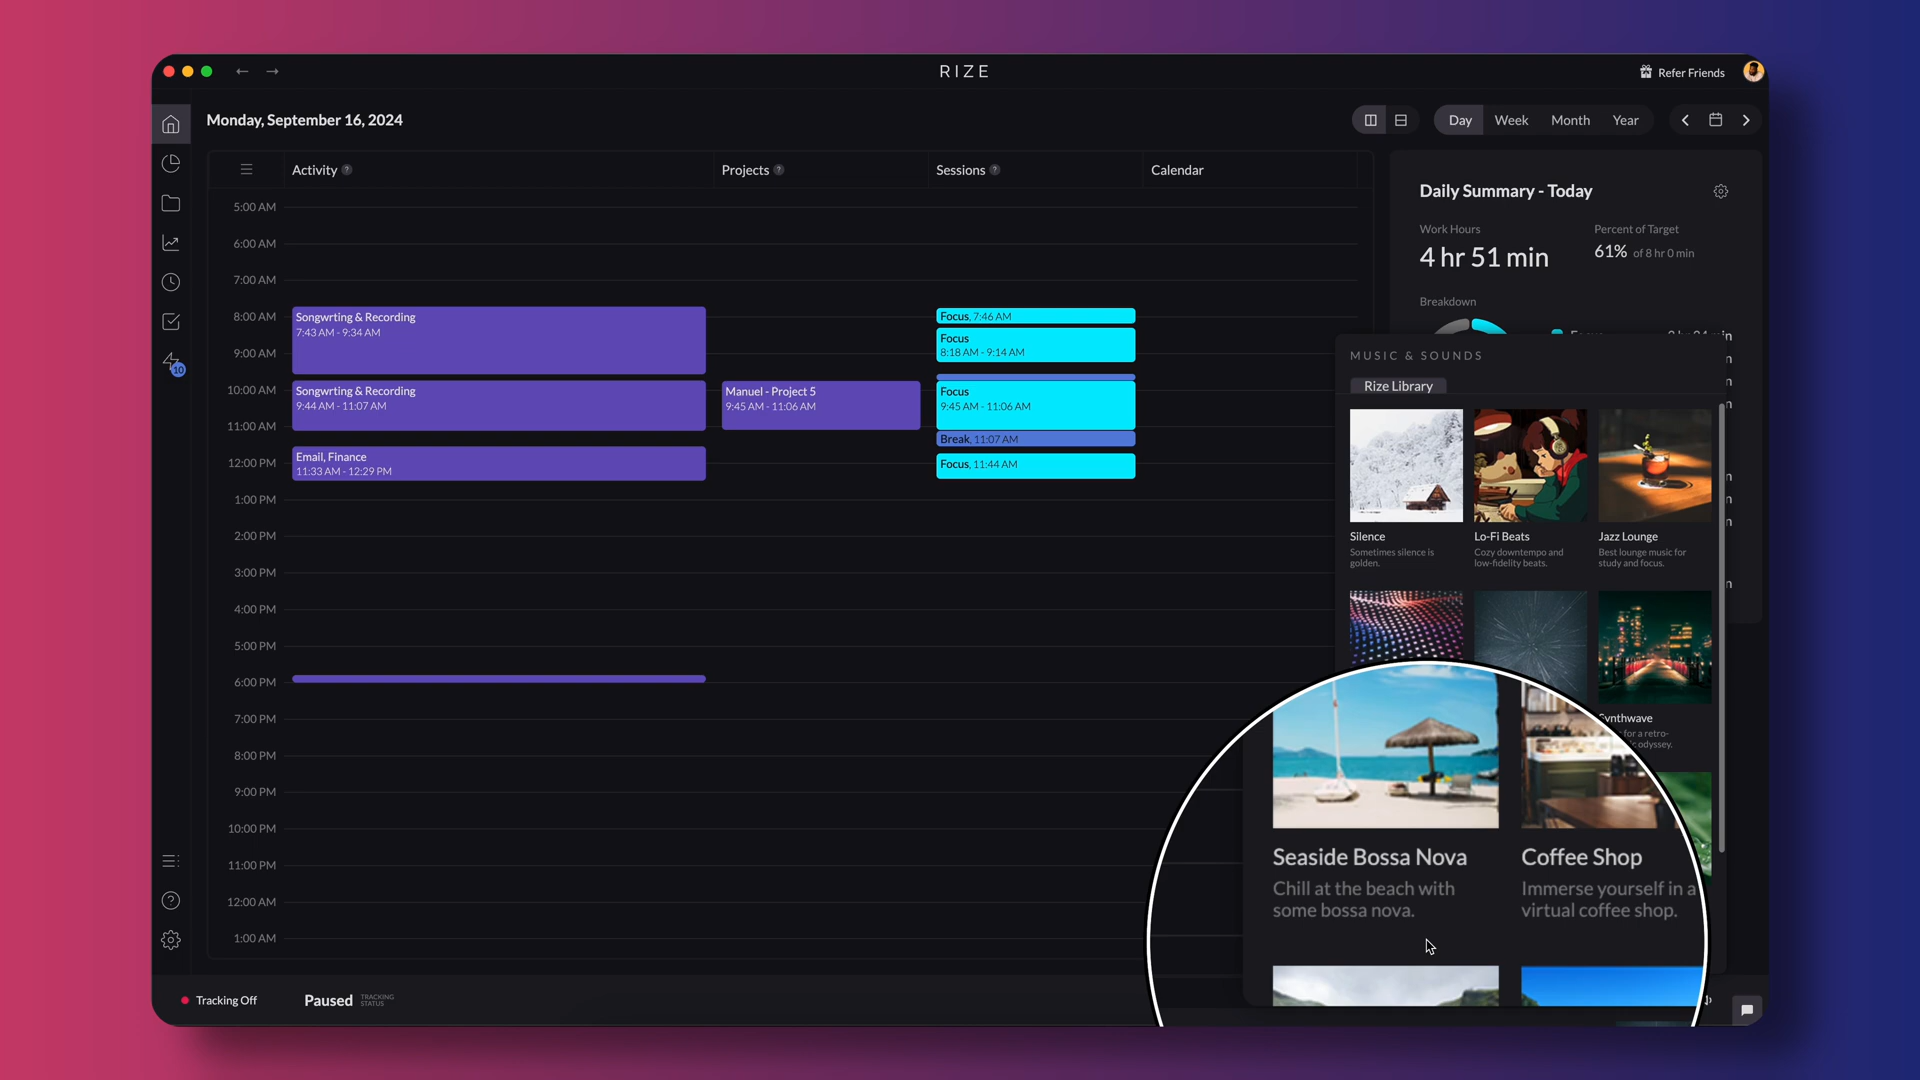 RIZE
Refer Friends
Monday, September 16, 2024
Day
Week
Month
Year
Activity ?
Projects ?
Sessions ?
Calendar
5:00 AM
6:00 AM
7:00 AM
8:00 AM
9:00 AM
10:00 AM
11:00 AM
12:00 PM
1:00 PM
2:00 PM
3:00 PM
4:00 PM
5:00 PM
6:00 PM
7:00 PM
8:00 PM
9:00 PM
10:00 PM
11:00 PM
12:00 AM
1:00 AM
10
Songwrting & Recording
7:43 AM - 9:34 AM
Songwrting & Recording
9:44 AM - 11:07 AM
Email, Finance
11:33 AM - 12:29 PM
Manuel - Project 5
9:45 AM - 11:06 AM
Focus, 7:46 AM
Focus
8:18 AM - 9:14 AM
Focus
9:45 AM - 11:06 AM
Break, 11:07 AM
Focus, 11:44 AM
Daily Summary - Today
Work Hours
4 hr 51 min
Percent of Target
61% of 8 hr 0 min
Breakdown
MUSIC & SOUNDS
Rize Library
Silence
Sometimes silence is
golden.
Lo-Fi Beats
Cozy downtempo and
low-fidelity beats.
Jazz Lounge
Best lounge music for
study and focus.
Synthwave
for a retro-
odyssey.
Seaside Bossa Nova
Chill at the beach with
some bossa nova.
Coffee Shop
Immerse yourself in a
virtual coffee shop.
Tracking Off
Paused
TRACKING
STATUS